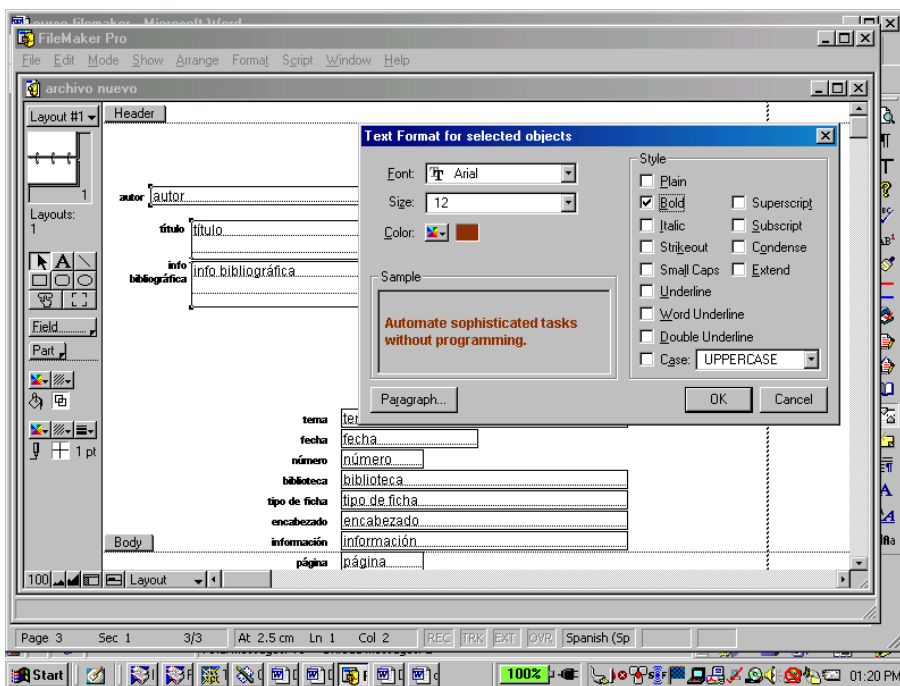 curso filemaker - Microsoft Word
FileMaker Pro
File Edit Mode Show Arrange Format Script Window Help
archivo nuevo
Layout #1
Header
1
Layouts:
1
Field
Part
1 pt
autor autor
título título
info
bibliográfica info bibliográfica
tema
fecha fecha
número número
biblioteca biblioteca
tipo de ficha tipo de ficha
encabezado encabezado
información información
página página
Body
Text Format for selected objects
Font: Arial
Size: 12
Color:
Sample
Automate sophisticated tasks
without programming.
Paragraph...
Style
Plain
Bold
Italic
Strikeout
Small Caps
Underline
Word Underline
Double Underline
Case: UPPERCASE
Superscript
Subscript
Condense
Extend
OK Cancel
100 Layout
Page 3 Sec 1 3/3 At 2.5 cm Ln 1 Col 2 REC TRK EXT OVR Spanish (Sp
Start 100% 01:20 PM